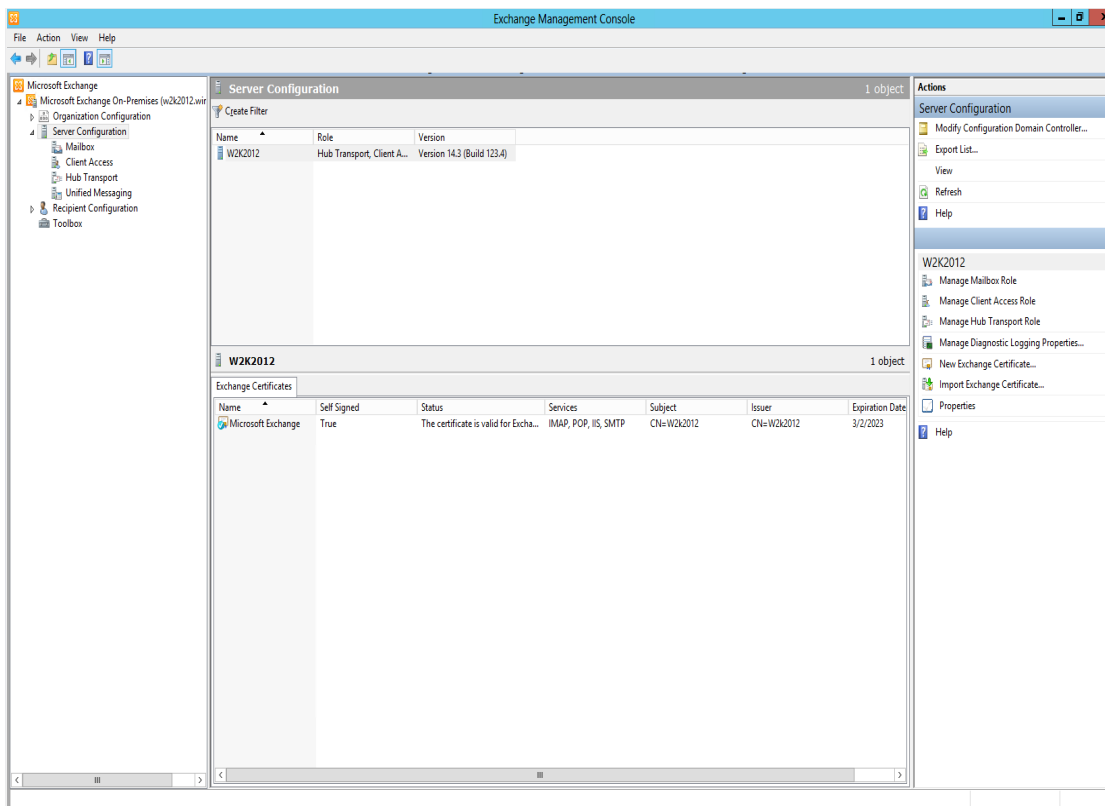 Exchange Management Console
File Action View Help
Microsoft Exchange
Microsoft Exchange On-Premises (w2k2012.wir
Organization Configuration
Server Configuration
Mailbox
Client Access
Hub Transport
Unified Messaging
Recipient Configuration
Toolbox
Server Configuration 1 object
Create Filter
Name Role Version
W2K2012 Hub Transport, Client A... Version 14.3 (Build 123.4)
W2K2012 1 object
Exchange Certificates
Name Self Signed Status Services Subject Issuer Expiration Date
Microsoft Exchange True The certificate is valid for Excha... IMAP, POP, IIS, SMTP CN=W2k2012 CN=W2k2012 3/2/2023
Actions
Server Configuration
Modify Configuration Domain Controller...
Export List...
View
Refresh
Help
W2K2012
Manage Mailbox Role
Manage Client Access Role
Manage Hub Transport Role
Manage Diagnostic Logging Properties...
New Exchange Certificate...
Import Exchange Certificate...
Properties
Help